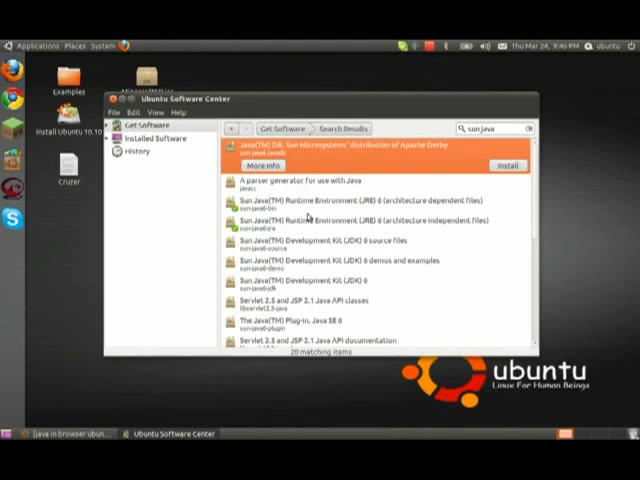 Applications Places System
Thu Mar 24, 9:46 PM ubuntu
Examples
Install Ubuntu 10.10
Cruzer
Ubuntu Software Center
File Edit View Help
Get Software
Installed Software
History
Get Software Search Results
sun java
Java(TM) DB, Sun Microsystems' distribution of Apache Derby
sun-java6-javadb
More Info Install
A parser generator for use with Java
javacc
Sun Java(TM) Runtime Environment (JRE) 6 (architecture dependent files)
sun-java6-bin
Sun Java(TM) Runtime Environment (JRE) 6 (architecture independent files)
sun-java6-jre
Sun Java(TM) Development Kit (JDK) 6 source files
sun-java6-source
Sun Java(TM) Development Kit (JDK) 6 demos and examples
sun-java6-demo
Sun Java(TM) Development Kit (JDK) 6
sun-java6-jdk
Servlet 2.5 and JSP 2.1 Java API classes
libservlet2.5-java
The Java(TM) Plug-in, Java SE 6
sun-java6-plugin
Servlet 2.5 and JSP 2.1 Java API documentation
20 matching items
ubuntu
Linux For Human Beings
[java in browser ubun... Ubuntu Software Center